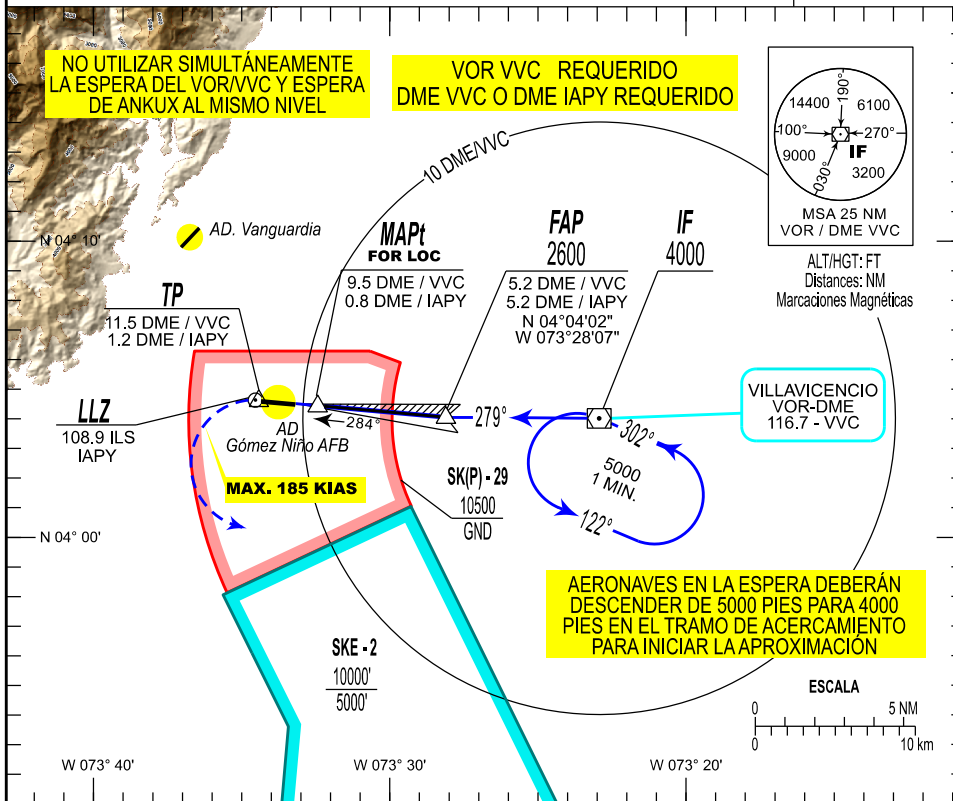 NO UTILIZAR SIMULTÁNEAMENTE
LA ESPERA DEL VOR/VVC Y ESPERA
DE ANKUX AL MISMO NIVEL
VOR VVC REQUERIDO
DME VVC O DME IAPY REQUERIDO
14400
190°
6100
100°
270°
IF
9000
030°
3200
MSA 25 NM
VOR / DME VVC
ALT/HGT: FT
Distances: NM
Marcaciones Magnéticas
10 DME/VVC
N 04° 10'
AD. Vanguardia
MAPt
FOR LOC
9.5 DME / VVC
0.8 DME / IAPY
FAP
2600
5.2 DME / VVC
5.2 DME / IAPY
N 04°04'02"
W 073°28'07"
IF
4000
TP
11.5 DME / VVC
1.2 DME / IAPY
LLZ
108.9 ILS
IAPY
284°
AD
Gómez Niño AFB
279°
VILLAVICENCIO
VOR-DME
116.7 - VVC
302°
5000
1 MIN.
122°
MAX. 185 KIAS
SK(P) - 29
10500
GND
N 04° 00'
AERONAVES EN LA ESPERA DEBERÁN
DESCENDER DE 5000 PIES PARA 4000
PIES EN EL TRAMO DE ACERCAMIENTO
PARA INICIAR LA APROXIMACIÓN
SKE - 2
10000'
5000'
ESCALA
0 5 NM
0 10 km
W 073° 40'
W 073° 30'
W 073° 20'